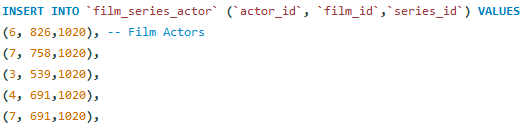 INSERT INTO `film_series_actor` (`actor_id`, `film_id`,`series_id`) VALUES
(6, 826,1020), -- Film Actors
(7, 758,1020),
(3, 539,1020),
(4, 691,1020),
(7, 691,1020),